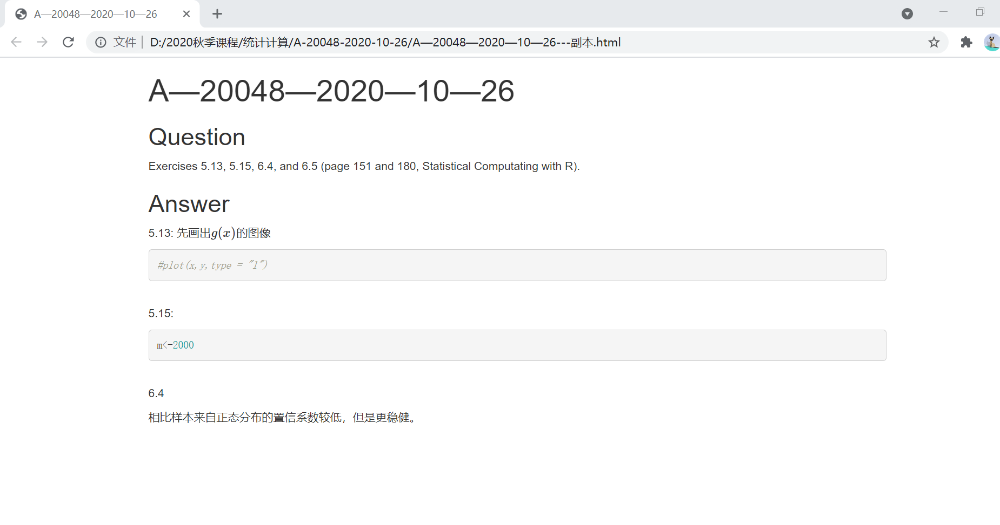 A—20048—2020—10—26
文件 D:/2020秋季课程/统计计算/A-20048-2020-10-26/A—20048—2020—10—26---副本.html
A—20048—2020—10—26
Question
Exercises 5.13, 5.15, 6.4, and 6.5 (page 151 and 180, Statistical Computating with R).
Answer
5.13: 先画出g(x)的图像
#plot(x,y,type = "l")
5.15:
m<-2000
6.4
相比样本来自正态分布的置信系数较低，但是更稳健。